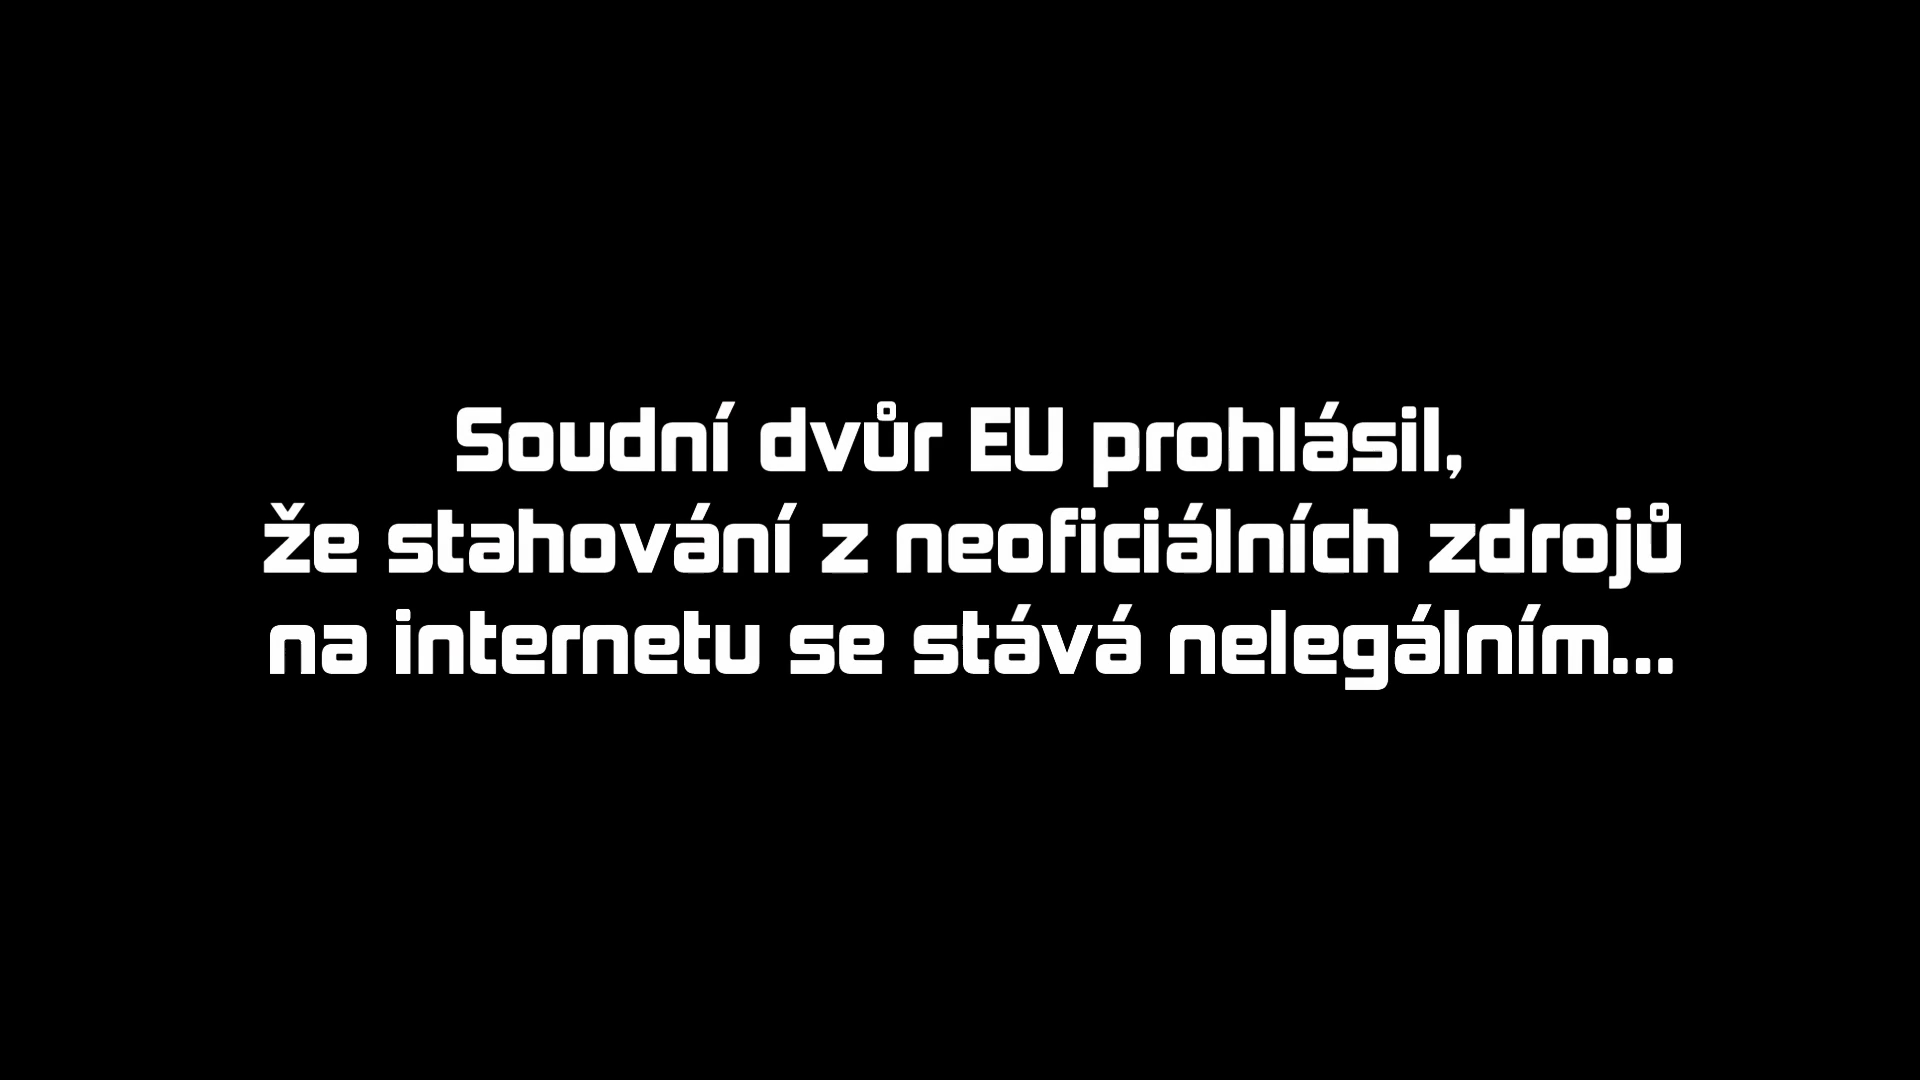 Soudní dvůr EU prohlásil,
že stahování z neoficiálních zdrojů
na internetu se stává nelegálním...